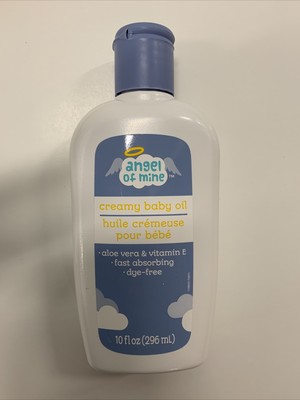 angel
of mine™
creamy baby oil
huile crémeuse
pour bébé
· aloe vera & vitamin E
· fast absorbing
· dye-free
10 fl oz (296 mL)